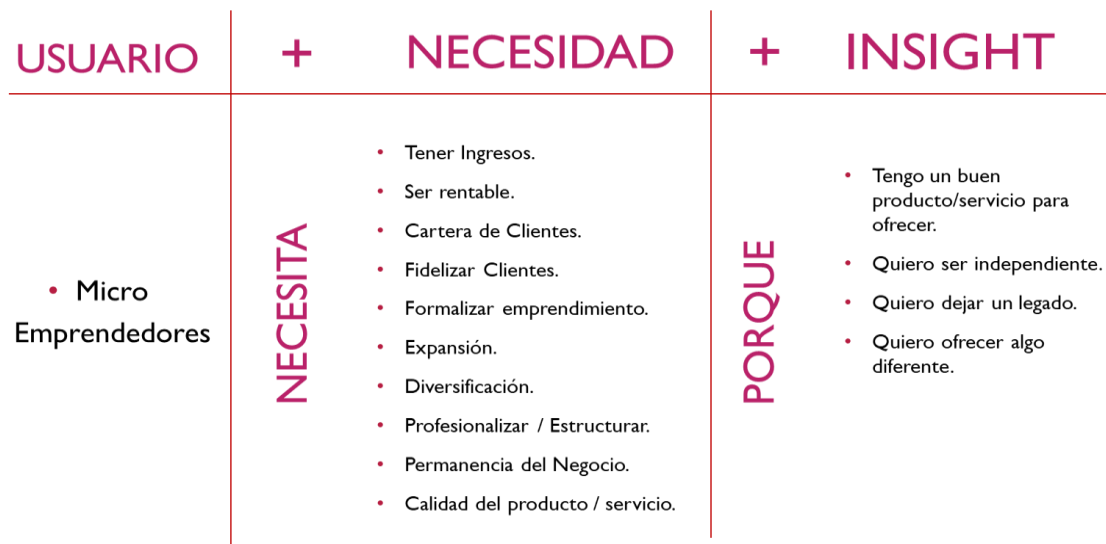 USUARIO
+
NECESIDAD
+
INSIGHT
• Micro
Emprendedores
NECESITA
• Tener Ingresos.
• Ser rentable.
• Cartera de Clientes.
• Fidelizar Clientes.
• Formalizar emprendimiento.
• Expansión.
• Diversificación.
• Profesionalizar / Estructurar.
• Permanencia del Negocio.
• Calidad del producto / servicio.
PORQUE
• Tengo un buen
producto/servicio para
ofrecer.
• Quiero ser independiente.
• Quiero dejar un legado.
• Quiero ofrecer algo
diferente.